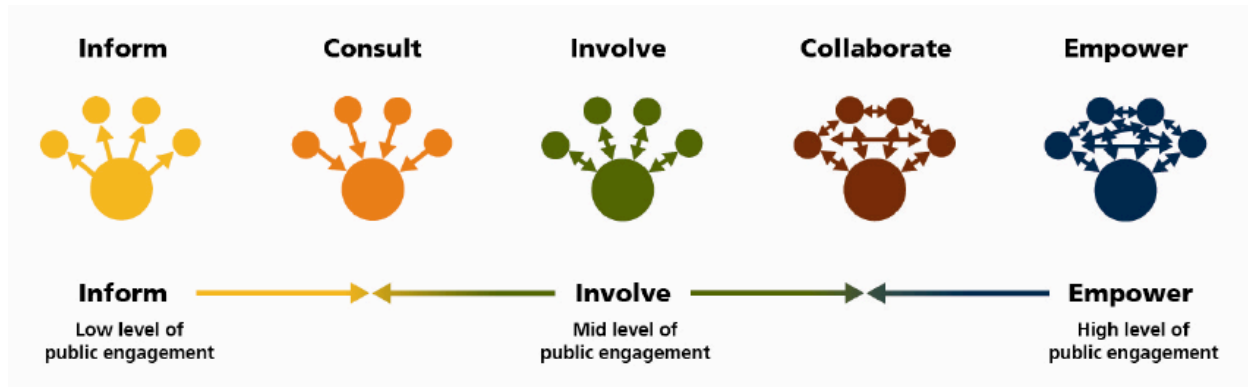 Inform
Consult
Involve
Collaborate
Empower
Inform
Involve
Empower
Low level of
public engagement
Mid level of
public engagement
High level of
public engagement